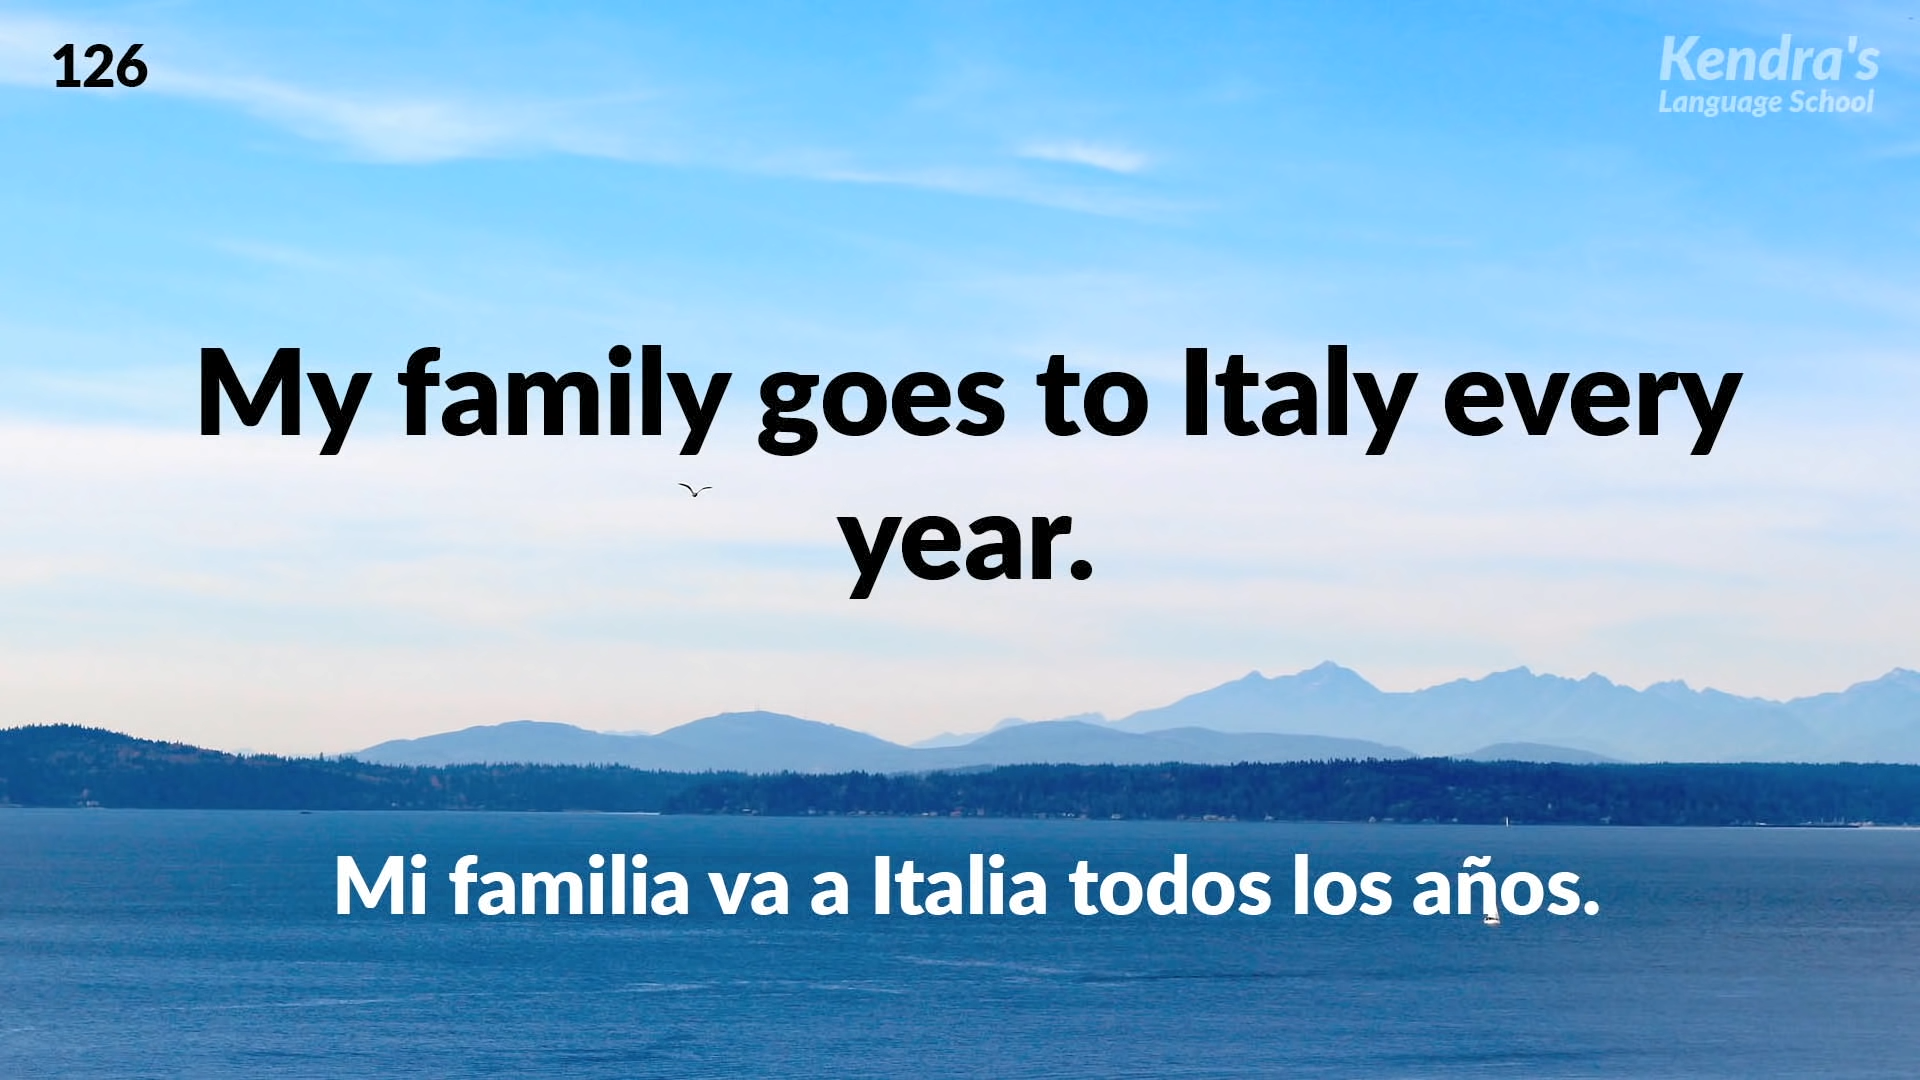 126
Kendra's
Language School
My family goes to Italy every
year.
Mi familia va a Italia todos los años.